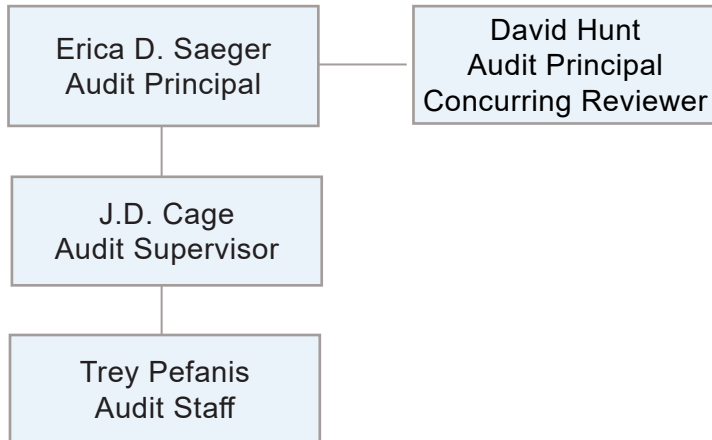 Erica D. Saeger
Audit Principal
David Hunt
Audit Principal
Concurring Reviewer
J.D. Cage
Audit Supervisor
Trey Pefanis
Audit Staff